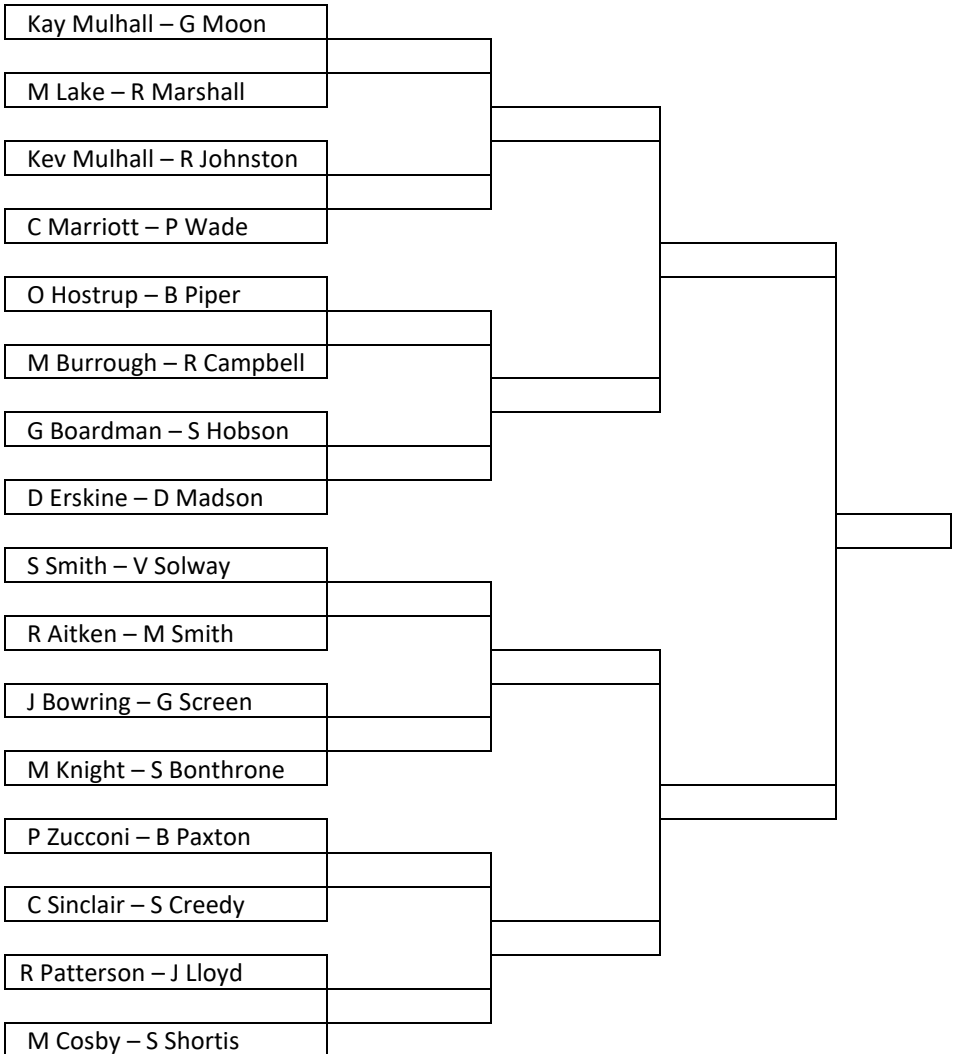 Kay Mulhall – G Moon
M Lake – R Marshall
Kev Mulhall – R Johnston
C Marriott – P Wade
O Hostrup – B Piper
M Burrough – R Campbell
G Boardman – S Hobson
D Erskine – D Madson
S Smith – V Solway
R Aitken – M Smith
J Bowring – G Screen
M Knight – S Bonthrone
P Zucconi – B Paxton
C Sinclair – S Creedy
R Patterson – J Lloyd
M Cosby – S Shortis